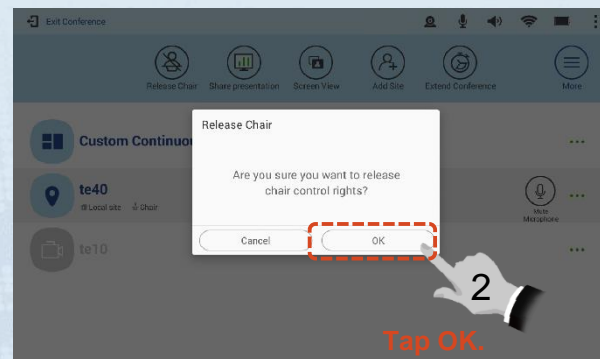 Exit Conference
Release Chair
Share presentation
Screen View
Add Site
Extend Conference
More
Custom Continuou
Release Chair
Are you sure you want to release
chair control rights?
Cancel
OK
te40
Local site
Chair
Mute
Microphone
te10
2
Tap OK.